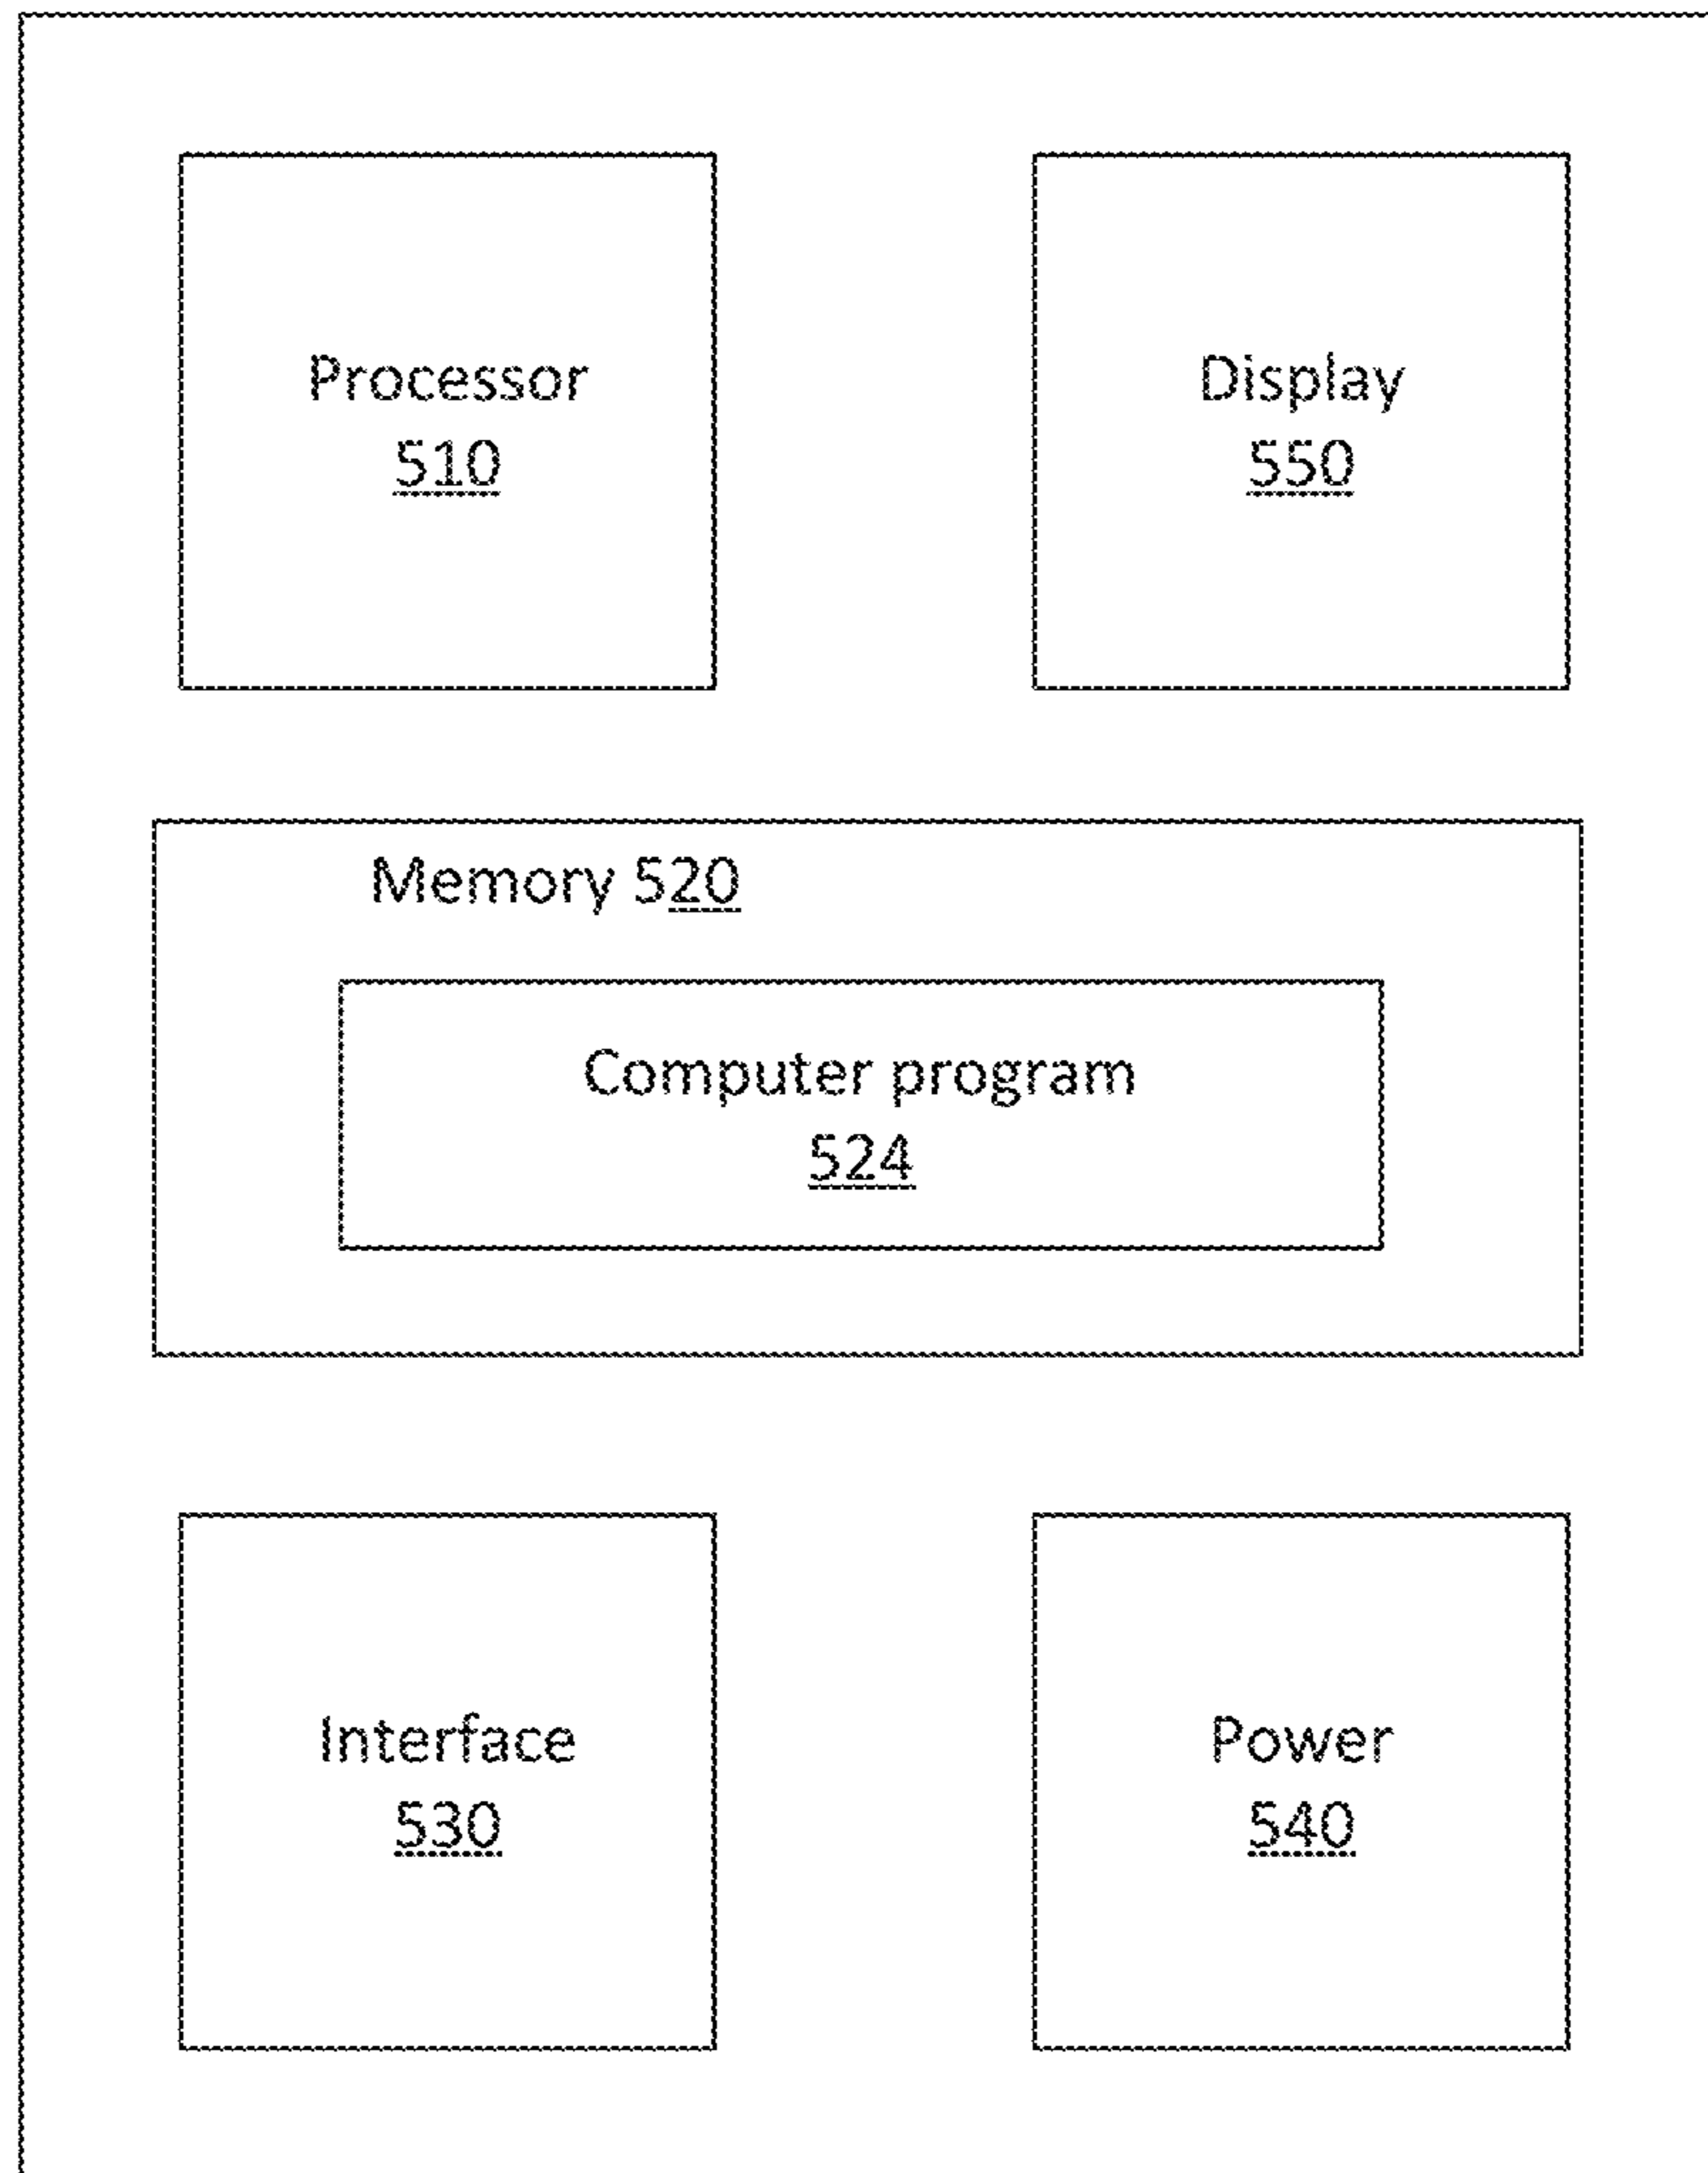 Processor
510
Display
550
Memory 520
Computer program
524
Interface
530
Power
540